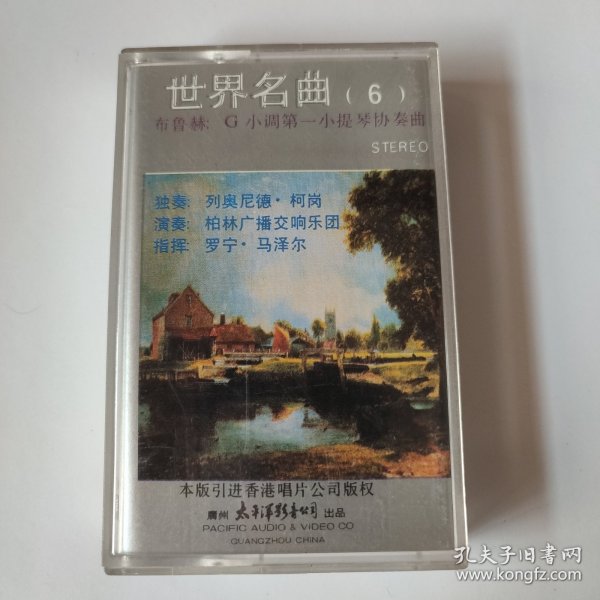 世界名曲（6）
布鲁赫：G 小调第一小提琴协奏曲
STEREO
独奏：列奥尼德·柯岗
演奏：柏林广播交响乐团
指挥：罗宁·马泽尔
本版引进香港唱片公司版权
广州 太平洋影音公司 出品
PACIFIC AUDIO & VIDEO CO
GUANGZHOU CHINA
孔夫子旧书网
www.kongfz.com